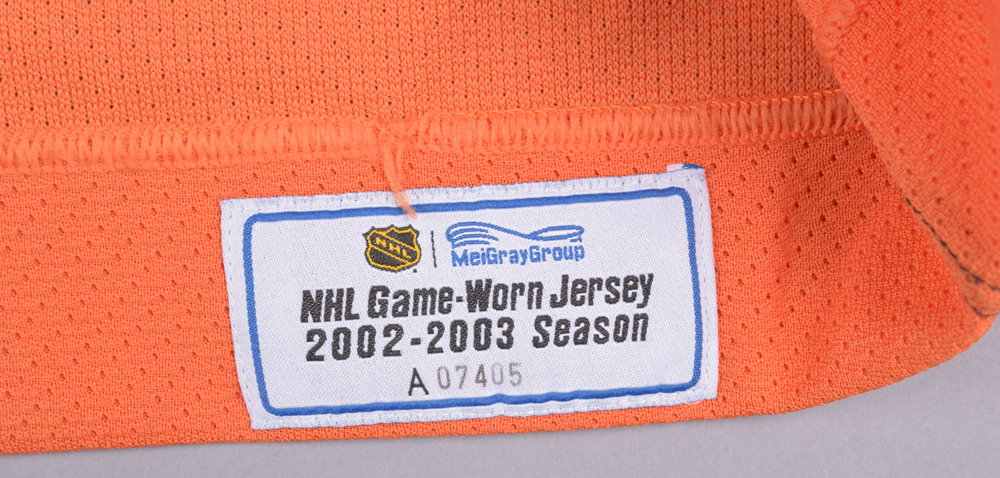 NHL
MeiGrayGroup
NHL Game-Worn Jersey
2002-2003 Season
A 07405